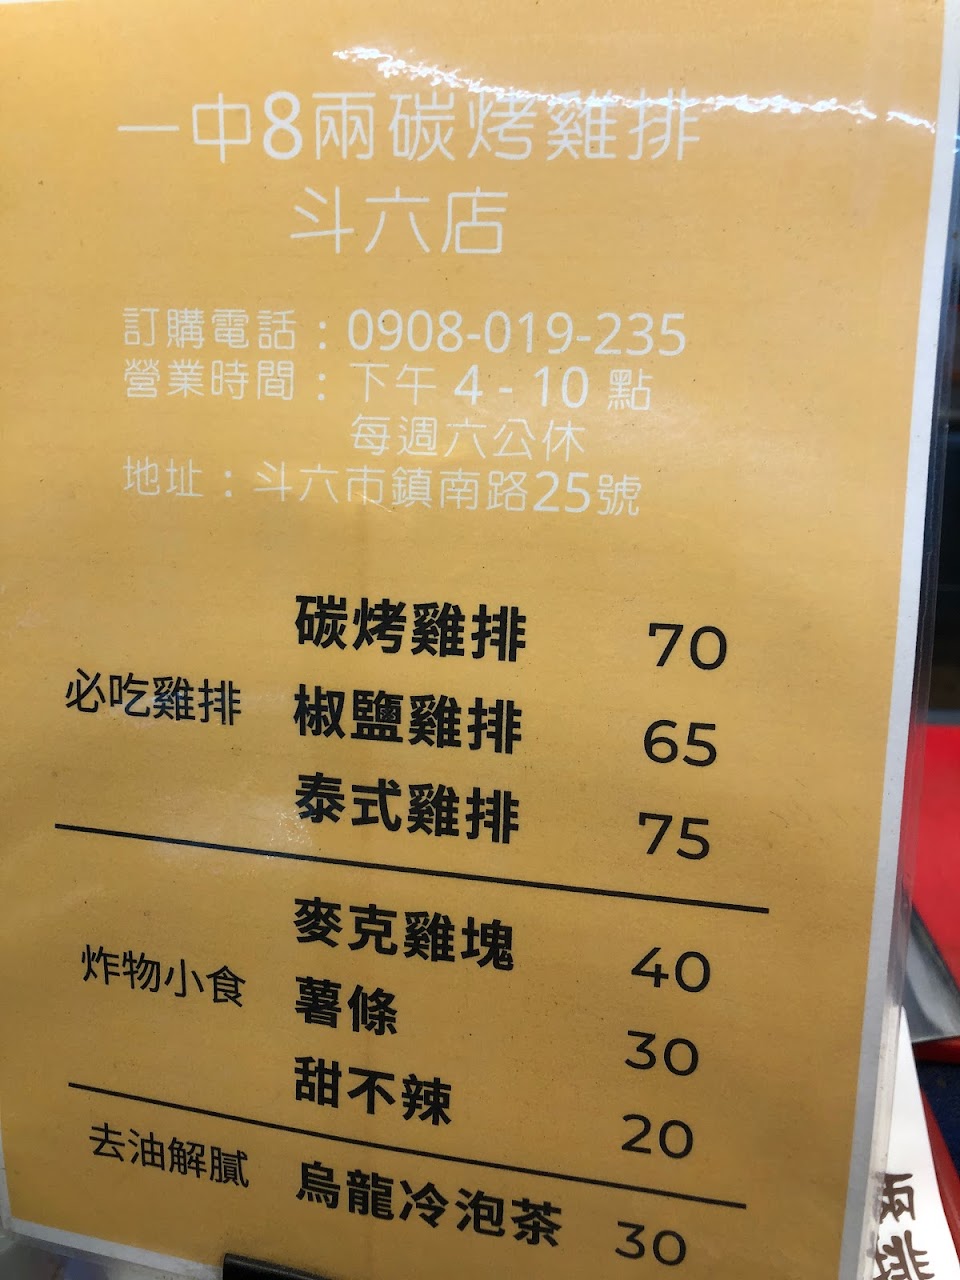 一中8兩碳烤雞排
斗六店
訂購電話：0908-019-235
營業時間：下午 4 - 10 點
每週六公休
地址：斗六市鎮南路25號
必吃雞排
碳烤雞排 70
椒鹽雞排 65
泰式雞排 75
炸物小食
麥克雞塊 40
薯條 30
甜不辣 20
去油解膩
烏龍冷泡茶 30
兩
排